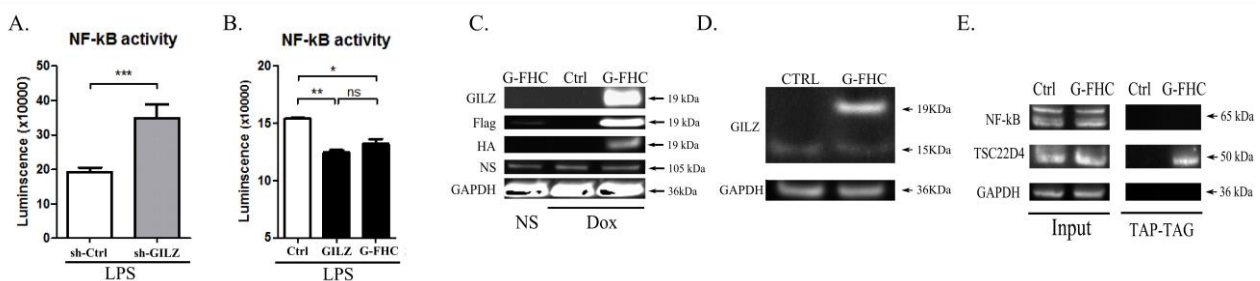 A.
NF-kB activity
***
Luminscence (x10000)
50
40
30
20
10
0
sh-Ctrl sh-GILZ
LPS
B.
NF-kB activity
*
** ns
Luminscence (x10000)
20
15
10
5
Ctrl GILZ G-FHC
LPS
C.
G-FHC Ctrl G-FHC
GILZ 19 kDa
Flag 19 kDa
HA 19 kDa
NS 105 kDa
GAPDH 36kDa
NS Dox
D.
CTRL G-FHC
GILZ 19KDa
15KDa
GAPDH 36KDa
E.
Ctrl G-FHC Ctrl G-FHC
NF-kB 65 kDa
TSC22D4 50 kDa
GAPDH 36 kDa
Input TAP-TAG